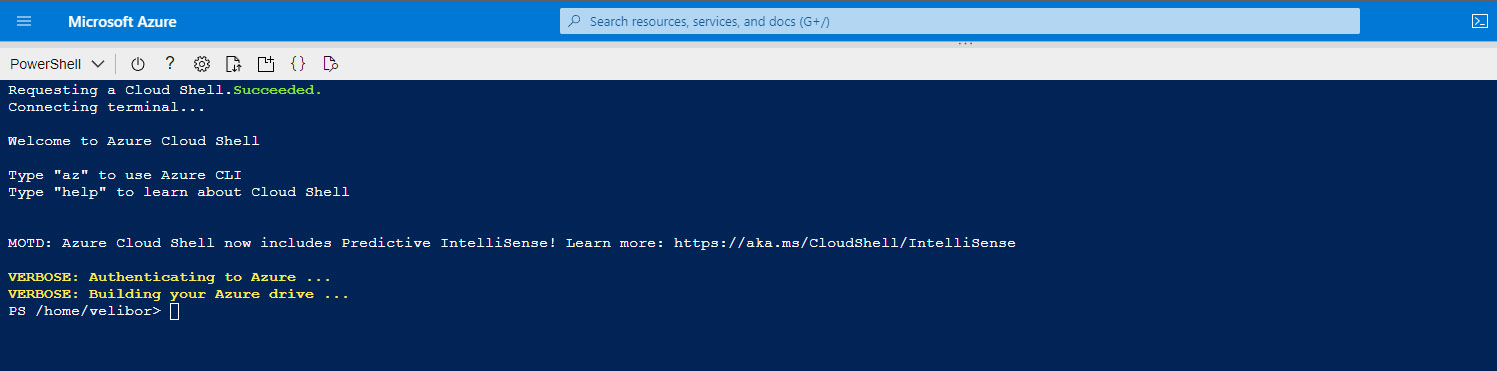 Microsoft Azure
Search resources, services, and docs (G+/)
PowerShell
Requesting a Cloud Shell.Succeeded.
Connecting terminal...
Welcome to Azure Cloud Shell
Type "az" to use Azure CLI
Type "help" to learn about Cloud Shell
MOTD: Azure Cloud Shell now includes Predictive IntelliSense! Learn more: https://aka.ms/CloudShell/IntelliSense
VERBOSE: Authenticating to Azure ...
VERBOSE: Building your Azure drive ...
PS /home/velibor>